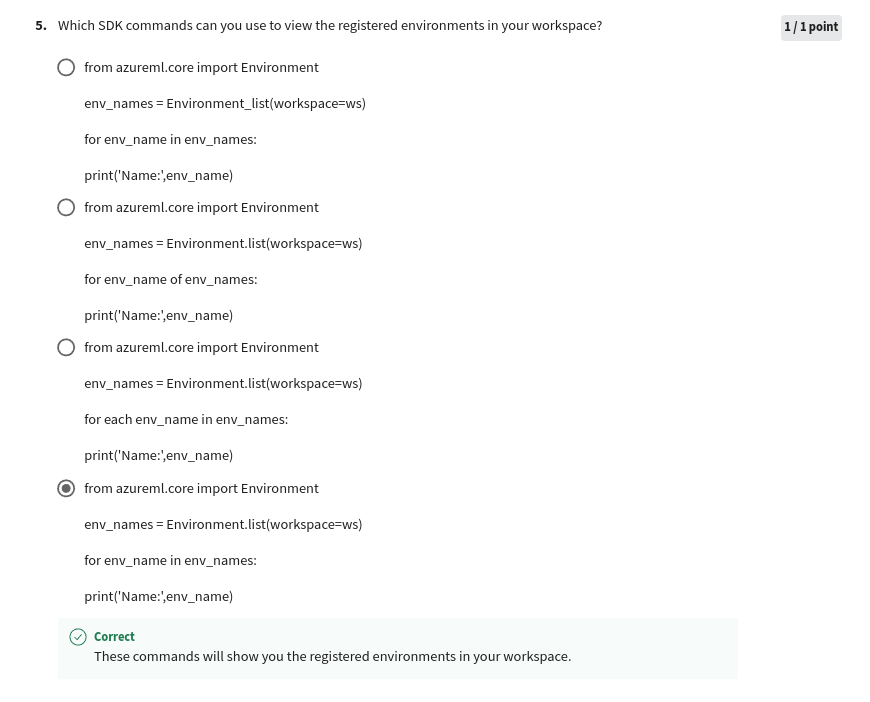 5. Which SDK commands can you use to view the registered environments in your workspace?
1 / 1 point
from azureml.core import Environment
env_names = Environment_list(workspace=ws)
for env_name in env_names:
print('Name:',env_name)
from azureml.core import Environment
env_names = Environment.list(workspace=ws)
for env_name of env_names:
print('Name:',env_name)
from azureml.core import Environment
env_names = Environment.list(workspace=ws)
for each env_name in env_names:
print('Name:',env_name)
from azureml.core import Environment
env_names = Environment.list(workspace=ws)
for env_name in env_names:
print('Name:',env_name)
Correct
These commands will show you the registered environments in your workspace.